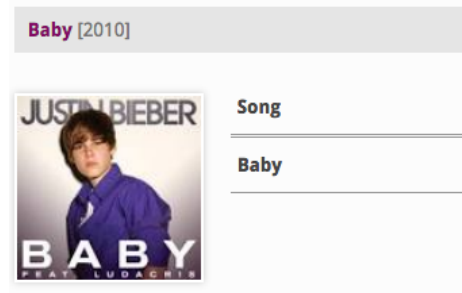 Baby [2010]
JUSTIN BIEBER
BABY
FEAT LUDACRIS
Song
Baby